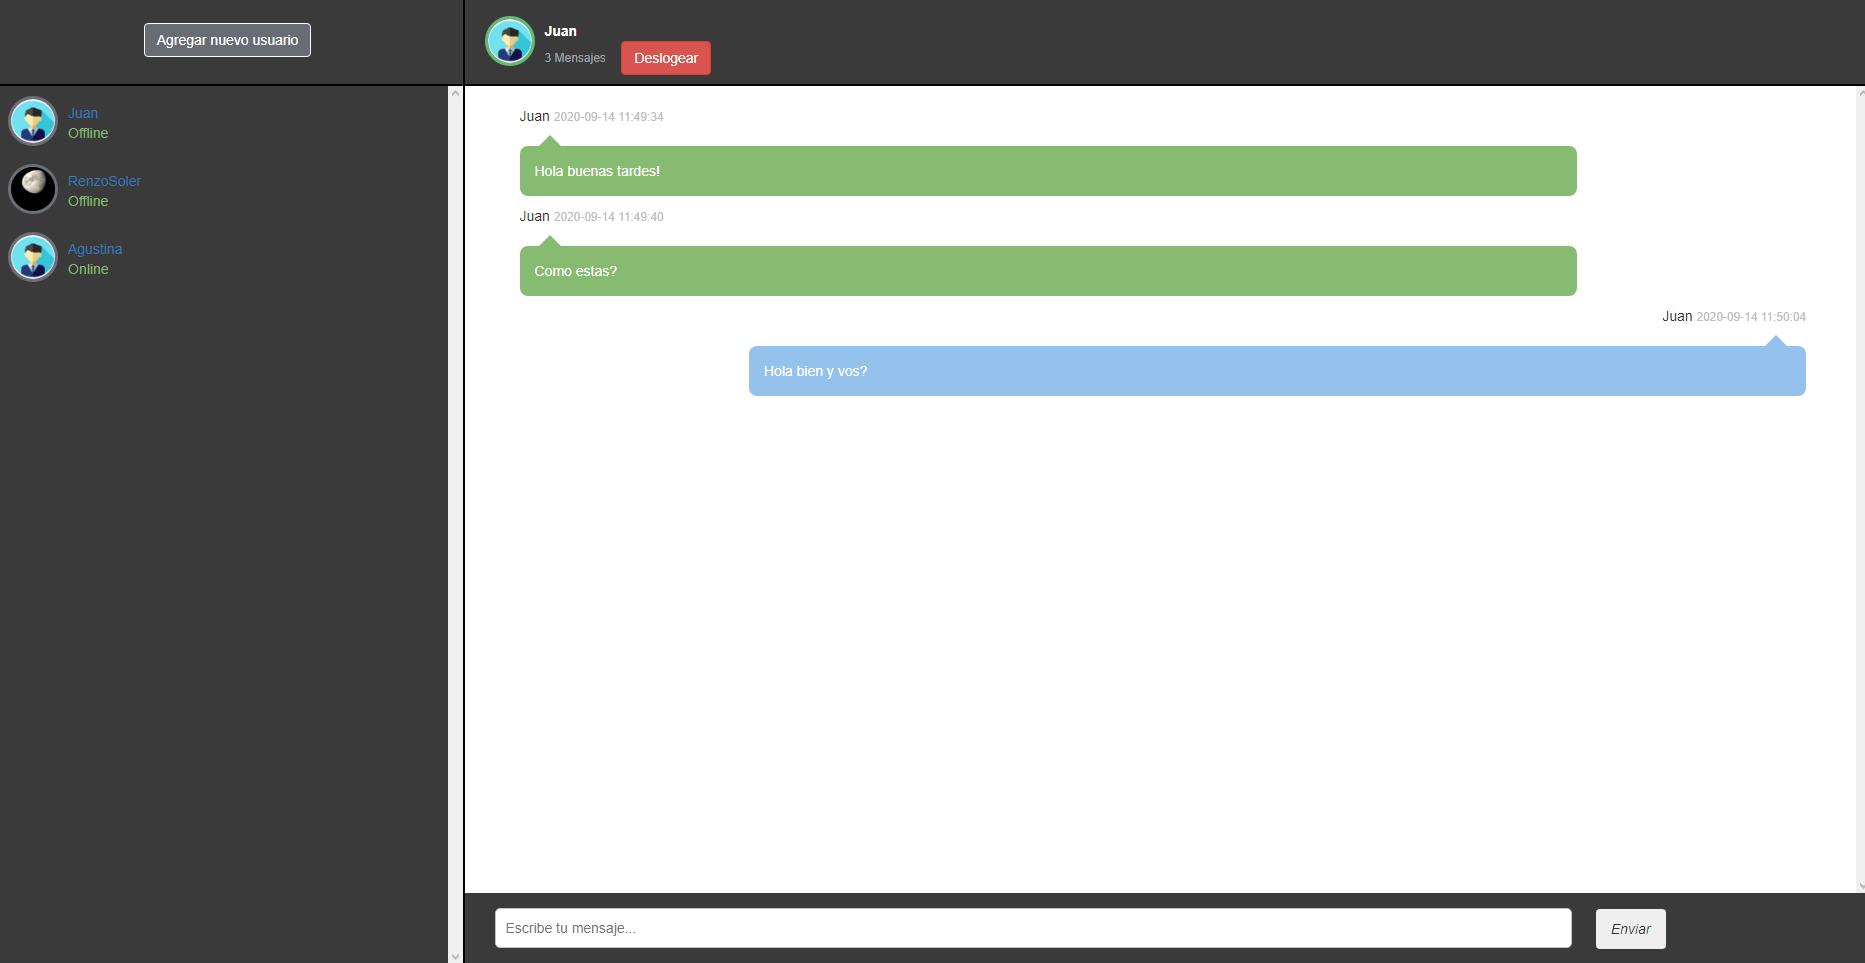 Agregar nuevo usuario
Juan
Offline
RenzoSoler
Offline
Agustina
Online
Juan
3 Mensajes
Deslogear
Juan 2020-09-14 11:49:34
Hola buenas tardes!
Juan 2020-09-14 11:49:40
Como estas?
Juan 2020-09-14 11:50:04
Hola bien y vos?
Escribe tu mensaje...
Enviar